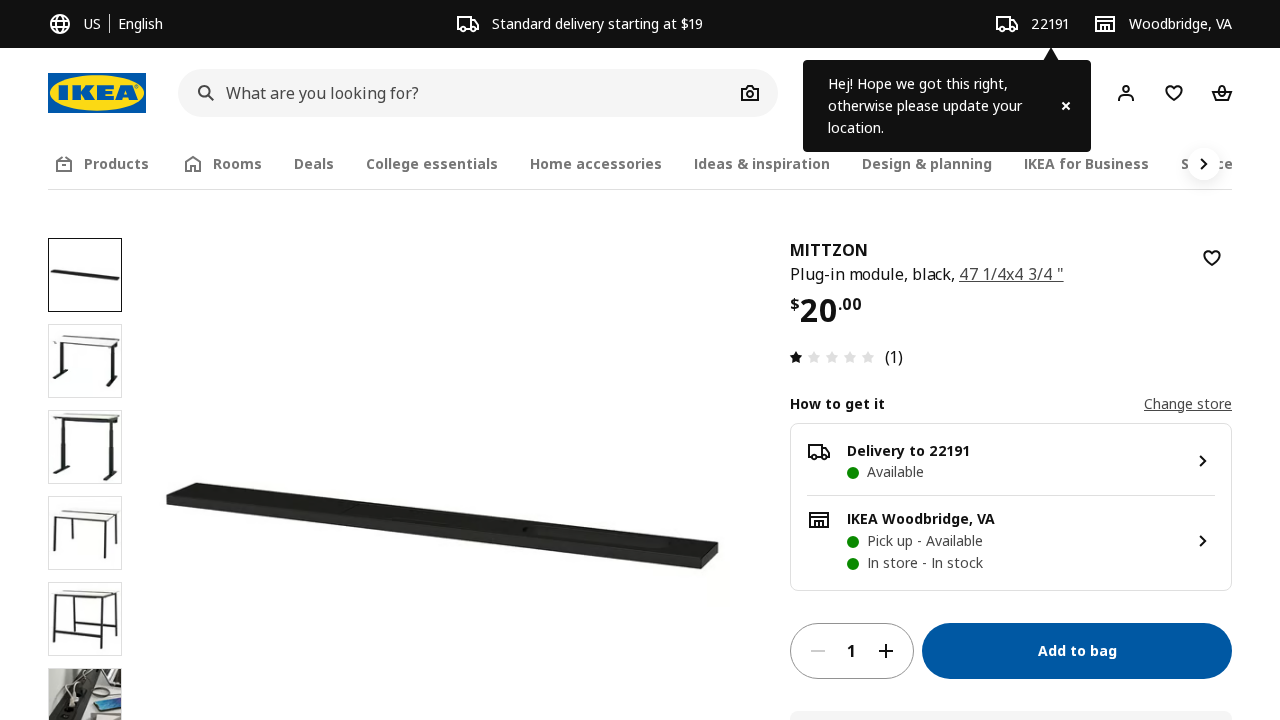 US
English
Standard delivery starting at $19
22191
Woodbridge, VA
IKEA
What are you looking for?
Hej! Hope we got this right,
otherwise please update your
location.
Products
Rooms
Deals
College essentials
Home accessories
Ideas & inspiration
Design & planning
IKEA for Business
MITTZON
Plug-in module, black, 47 1/4x4 3/4 "
$20.00
(1)
How to get it
Change store
Delivery to 22191
Available
IKEA Woodbridge, VA
Pick up - Available
In store - In stock
1
Add to bag